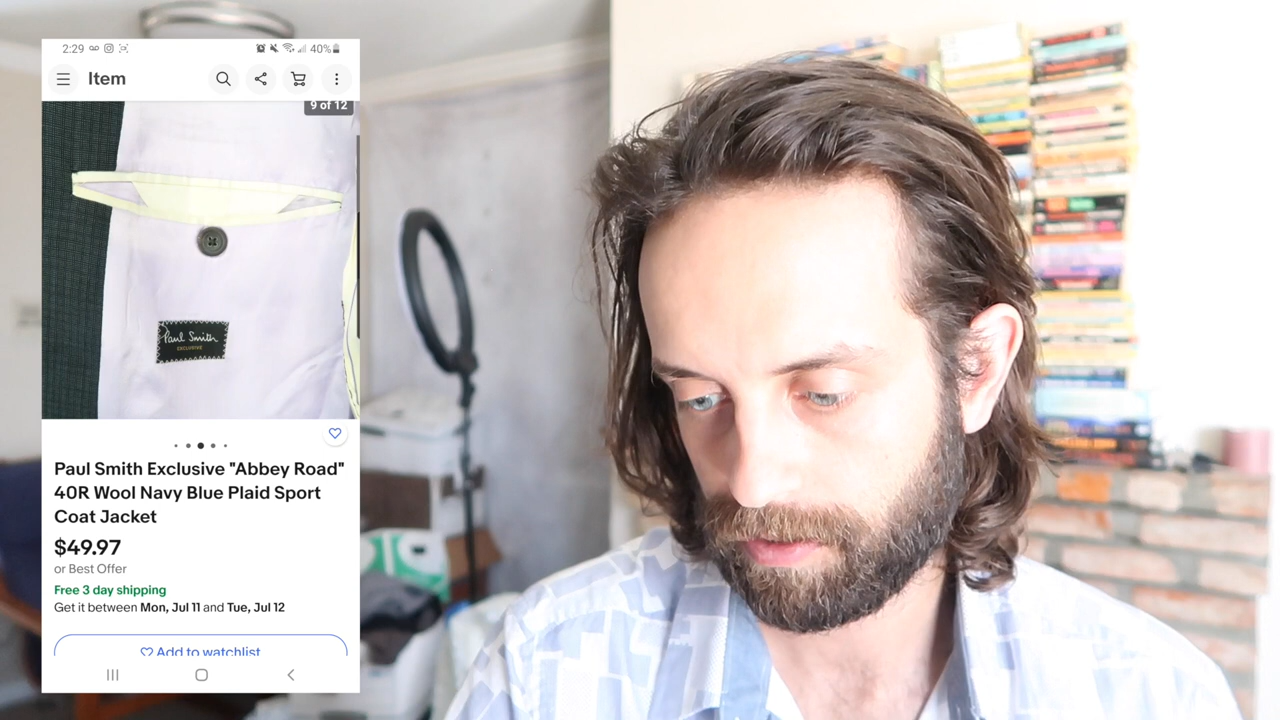 2:29
40%
Item
9 of 12
Paul Smith
EXCLUSIVE
Paul Smith Exclusive "Abbey Road"
40R Wool Navy Blue Plaid Sport
Coat Jacket
$49.97
or Best Offer
Free 3 day shipping
Get it between Mon, Jul 11 and Tue, Jul 12
Add to watchlist